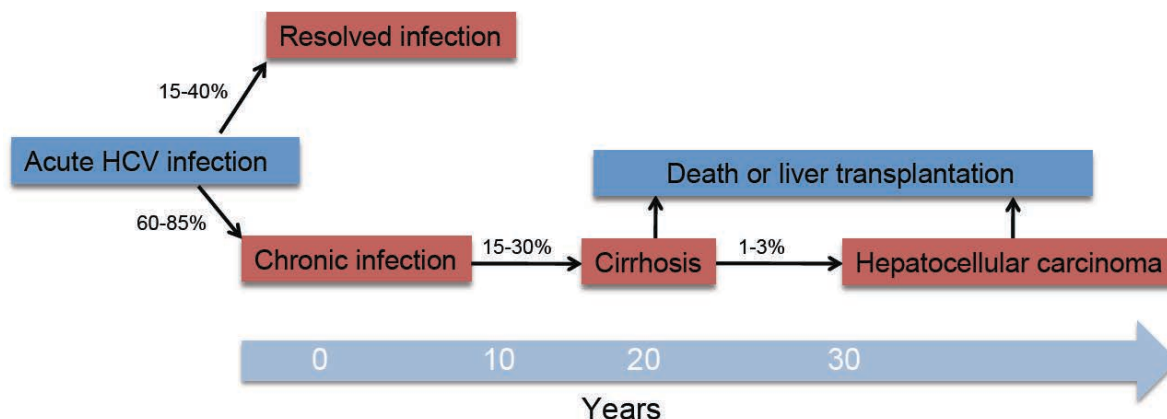 Resolved infection
15-40%
Acute HCV infection
Death or liver transplantation
60-85%
Chronic infection
15-30%
Cirrhosis
1-3%
Hepatocellular carcinoma
0 10 20 30
Years